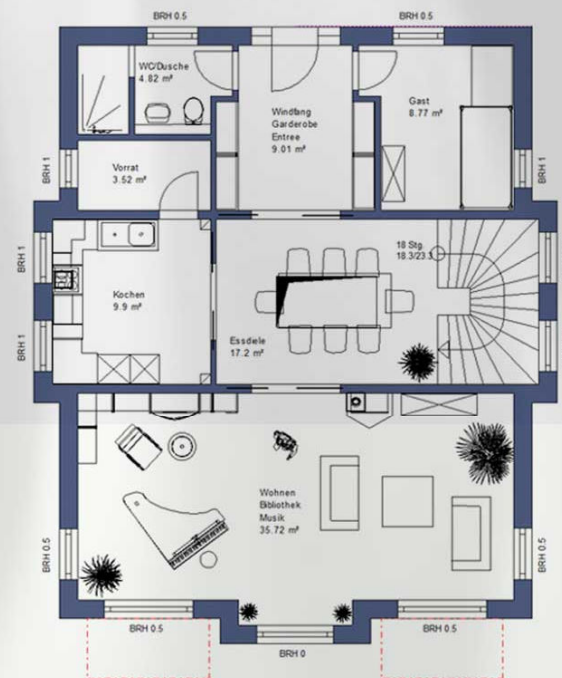 BRH 0.5
BRH 0.5
WC/Dusche
4.82 m²
Windfang
Garderobe
Entree
9.01 m²
Gast
8.77 m²
BRH 1
Vorrat
3.52 m²
BRH 1
BRH 1
18 Stg.
18.3/23.3
Kochen
9.9 m²
BRH 1
Essdiele
17.2 m²
Wohnen
Bibliothek
Musik
35.72 m²
BRH 0.5
BRH 0.5
BRH 0.5
BRH 0.5
BRH 0